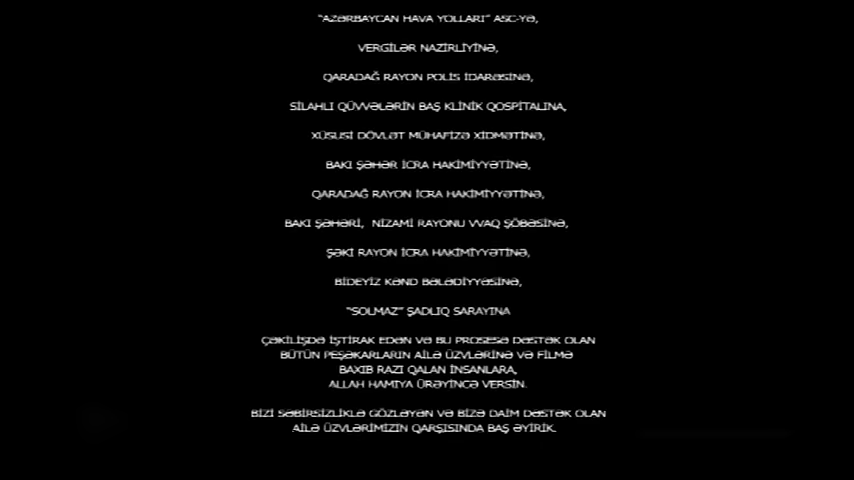 "AZƏRBAYCAN HAVA YOLLARI" ASC-YƏ,
VERGİLƏR NAZİRLİYİNƏ,
QARADAĞ RAYON POLİS İDARƏSİNƏ,
SİLAHLI QÜVVƏLƏRİN BAŞ KLİNİK QOSPİTALINA,
XÜSUSİ DÖVLƏT MÜHAFİZƏ XİDMƏTİNƏ,
BAKI ŞƏHƏR İCRA HAKİMİYYƏTİNƏ,
QARADAĞ RAYON İCRA HAKİMİYYƏTİNƏ,
BAKI ŞƏHƏRİ, NİZAMİ RAYONU VVAQ ŞÖBƏSİNƏ,
ŞƏKİ RAYON İCRA HAKİMİYYƏTİNƏ,
BİDEYİZ KƏND BƏLƏDİYYƏSİNƏ,
"SOLMAZ" ŞADLIQ SARAYINA
ÇƏKİLİŞDƏ İŞTİRAK EDƏN VƏ BU PROSESƏ DƏSTƏK OLAN
BÜTÜN PEŞƏKARLARIN AİLƏ ÜZVLƏRİNƏ VƏ FİLMƏ
BAXIB RAZI QALAN İNSANLARA,
ALLAH HAMIYA ÜRƏYİNCƏ VERSİN.
BİZİ SƏBİRSİZLİKLƏ GÖZLƏYƏN VƏ BİZƏ DAİM DƏSTƏK OLAN
AİLƏ ÜZVLƏRİMİZİN QARŞISINDA BAŞ ƏYİRİK.